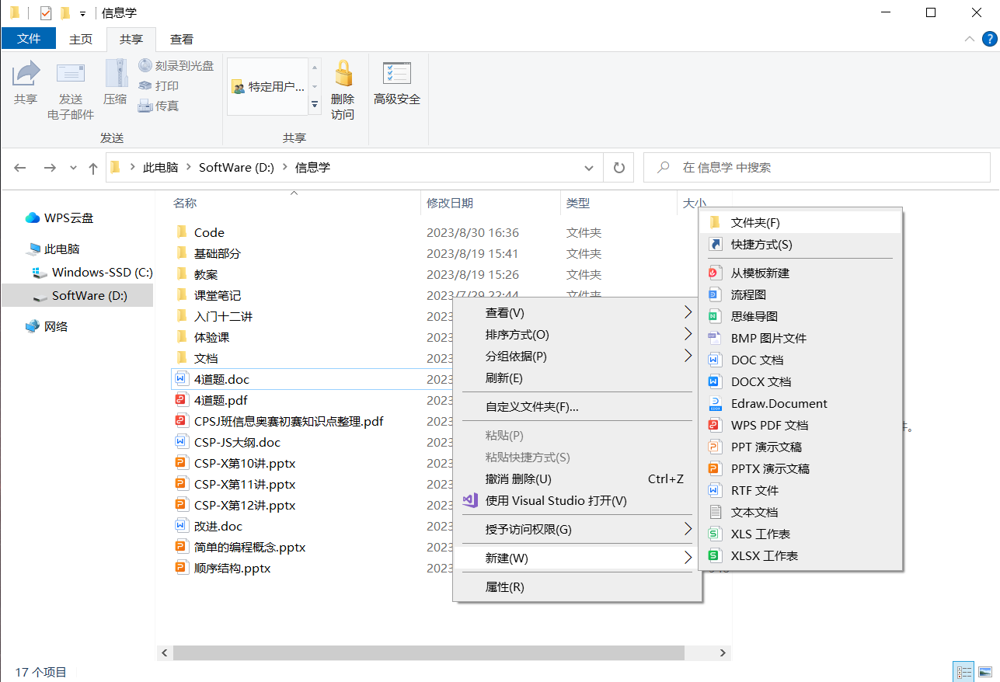 信息学
文件 主页 共享 查看
共享
发送
电子邮件
压缩
刻录到光盘
打印
传真
发送
特定用户...
删除
访问
共享
高级安全
此电脑 SoftWare (D:) 信息学
在 信息学 中搜索
WPS云盘
此电脑
Windows-SSD (C:)
SoftWare (D:)
网络
名称 修改日期 类型 大小
Code 2023/8/30 16:36 文件夹
基础部分 2023/8/19 15:41 文件夹
教案 2023/8/19 15:26 文件夹
课堂笔记 2023/7/29 22:44 文件夹
入门十二讲 2023
体验课 2023
文档 2023
4道题.doc 2023
4道题.pdf 2023
CPSJ班信息奥赛初赛知识点整理.pdf 2023
CSP-JS大纲.doc 2023
CSP-X第10讲.pptx 2023
CSP-X第11讲.pptx 2023
CSP-X第12讲.pptx 2023
改进.doc 2023
简单的编程概念.pptx 2023
顺序结构.pptx 2023
查看(V)
排序方式(O)
分组依据(P)
刷新(E)
自定义文件夹(F)...
粘贴(P)
粘贴快捷方式(S)
撤消 删除(U) Ctrl+Z
使用 Visual Studio 打开(V)
授予访问权限(G)
新建(W)
属性(R)
文件夹(F)
快捷方式(S)
从模板新建
流程图
思维导图
BMP 图片文件
DOC 文档
DOCX 文档
Edraw.Document
WPS PDF 文档
PPT 演示文稿
PPTX 演示文稿
RTF 文件
文本文档
XLS 工作表
XLSX 工作表
17 个项目